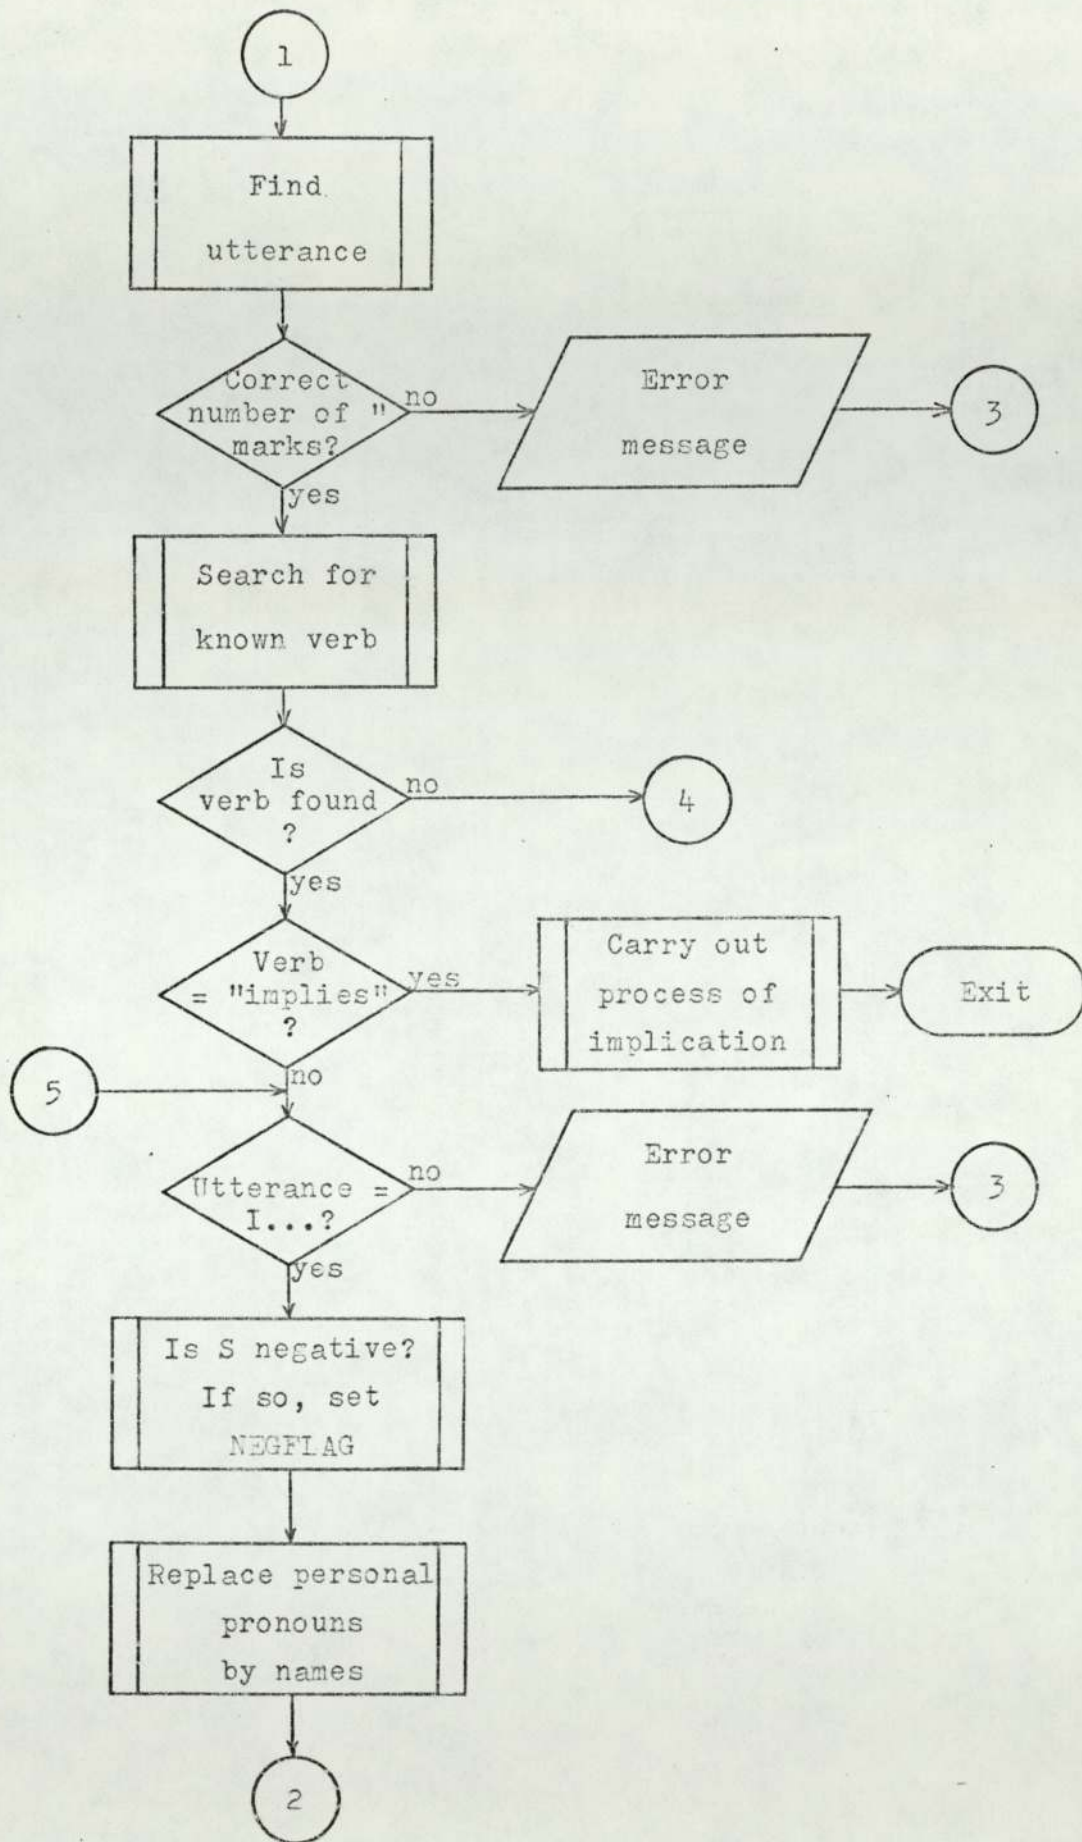 1
Find
utterance
Correct
number of "
marks?
no
Error
message
3
yes
Search for
known verb
Is
verb found
?
no
4
yes
Verb
= "implies"
?
yes
Carry out
process of
implication
Exit
no
5
Utterance =
I...?
no
Error
message
3
yes
Is S negative?
If so, set
NEGFLAG
Replace personal
pronouns
by names
2